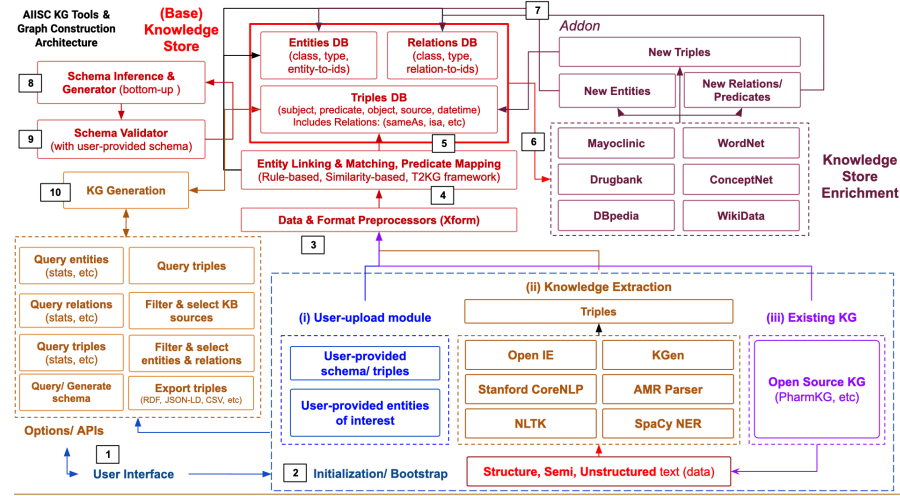 AIISC KG Tools &
Graph Construction
Architecture
(Base)
Knowledge
Store
7
Addon
Entities DB
(class, type,
entity-to-ids)
Relations DB
(class, type,
relation-to-ids)
New Triples
8
Schema Inference &
Generator (bottom-up )
New Entities
New Relations/
Predicates
Triples DB
(subject, predicate, object, source, datetime)
Includes Relations: (sameAs, isa, etc)
9
Schema Validator
(with user-provided schema)
5
6
Mayoclinic
WordNet
Drugbank
ConceptNet
DBpedia
WikiData
Knowledge
Store
Enrichment
Entity Linking & Matching, Predicate Mapping
(Rule-based, Similarity-based, T2KG framework)
10
KG Generation
4
Data & Format Preprocessors (Xform)
3
Query entities
(stats, etc)
Query triples
Query relations
(stats, etc)
Filter & select KB
sources
Query triples
(stats, etc)
Filter & select
entities & relations
Query/ Generate
schema
Export triples
(RDF, JSON-LD, CSV, etc)
Options/ APIs
1
User Interface
(i) User-upload module
User-provided
schema/ triples
User-provided entities
of interest
(ii) Knowledge Extraction
Triples
Open IE
KGen
Stanford CoreNLP
AMR Parser
NLTK
SpaCy NER
(iii) Existing KG
Open Source KG
(PharmKG, etc)
2
Initialization/ Bootstrap
Structure, Semi, Unstructured text (data)